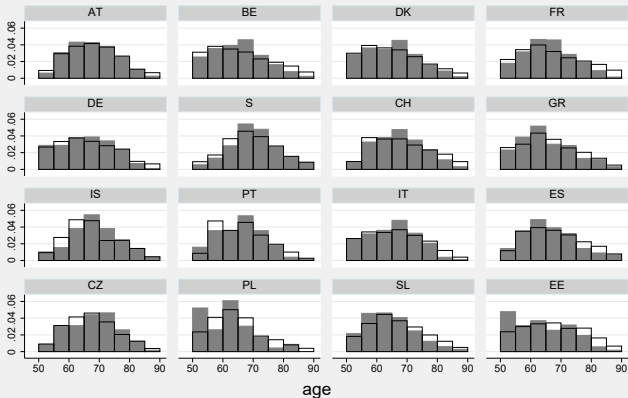 AT BE DK FR
0 .02 .04 .06
DE S CH GR
0 .02 .04 .06
IS PT IT ES
0 .02 .04 .06
CZ PL SL EE
0 .02 .04 .06
50 60 70 80 90 50 60 70 80 90 50 60 70 80 90 50 60 70 80 90
age